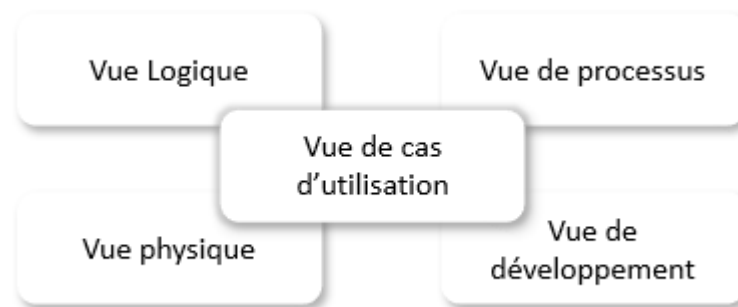 Vue Logique
Vue de processus
Vue de cas
d’utilisation
Vue physique
Vue de
développement